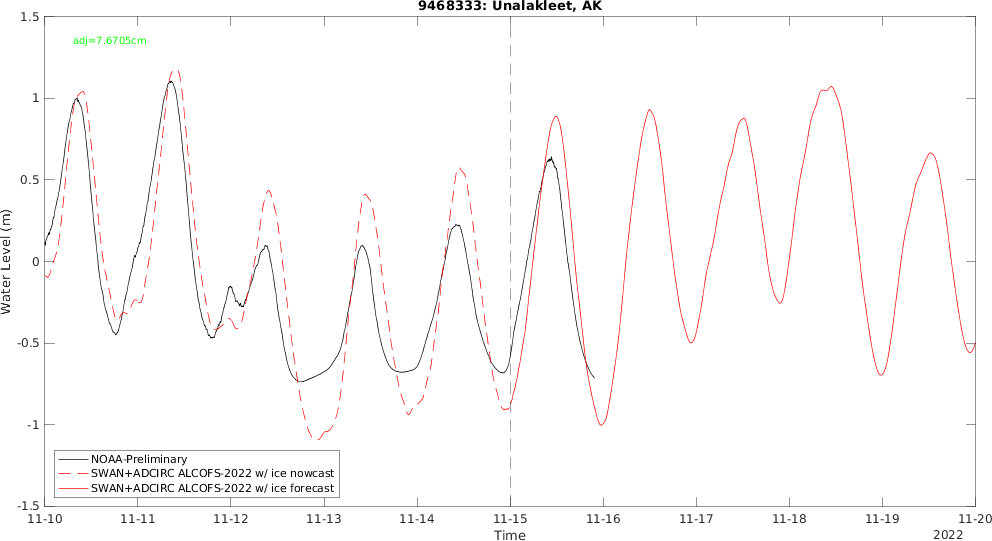 9468333: Unalakleet, AK
adj=7.6705cm
1.5
1
0.5
0
-0.5
-1
-1.5
Water Level (m)
NOAA-Preliminary
SWAN+ADCIRC ALCOFS-2022 w/ ice nowcast
SWAN+ADCIRC ALCOFS-2022 w/ ice forecast
11-10 11-11 11-12 11-13 11-14 11-15 11-16 11-17 11-18 11-19 11-20
Time
2022